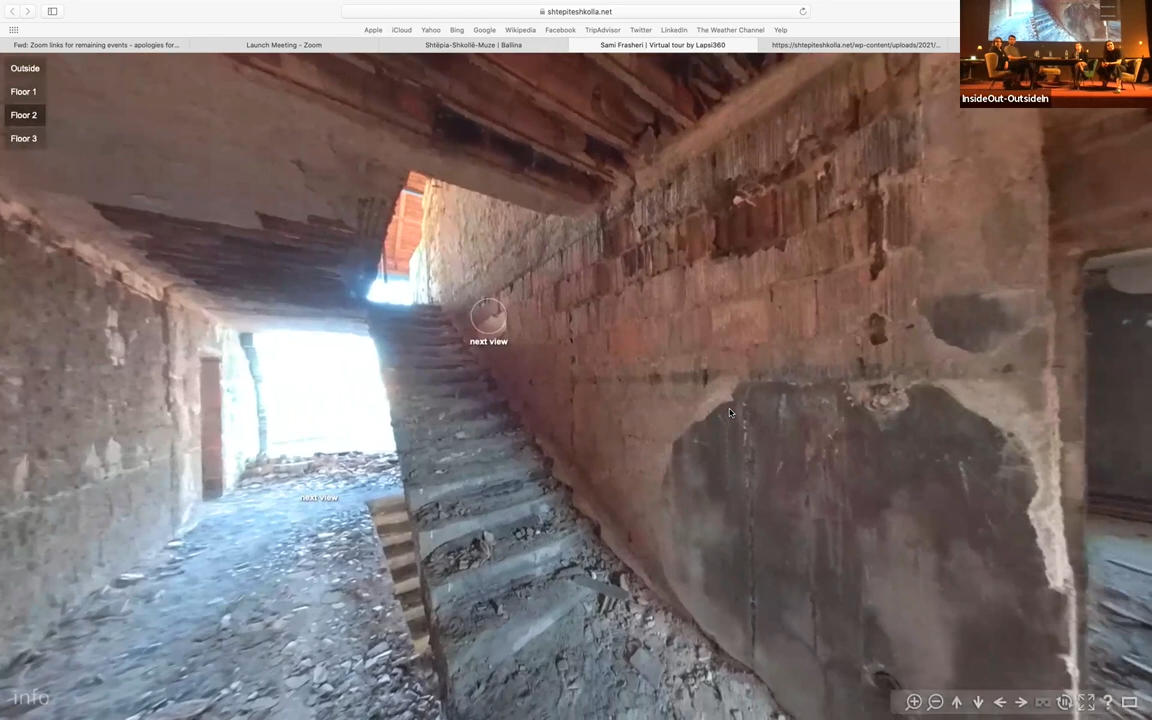 shtepiteshkolla.net
Apple iCloud Yahoo Bing Google Wikipedia Facebook TripAdvisor Twitter LinkedIn The Weather Channel Yelp
Fwd: Zoom links for remaining events - apologies for... Launch Meeting - Zoom Shtëpia-Shkollë-Muze | Ballina Sami Frasheri | Virtual tour by Lapsi360 https://shtepiteshkolla.net/wp-content/uploads/2021/...
InsideOut-OutsideIn
Outside
Floor 1
Floor 2
Floor 3
next view
next view
info
?